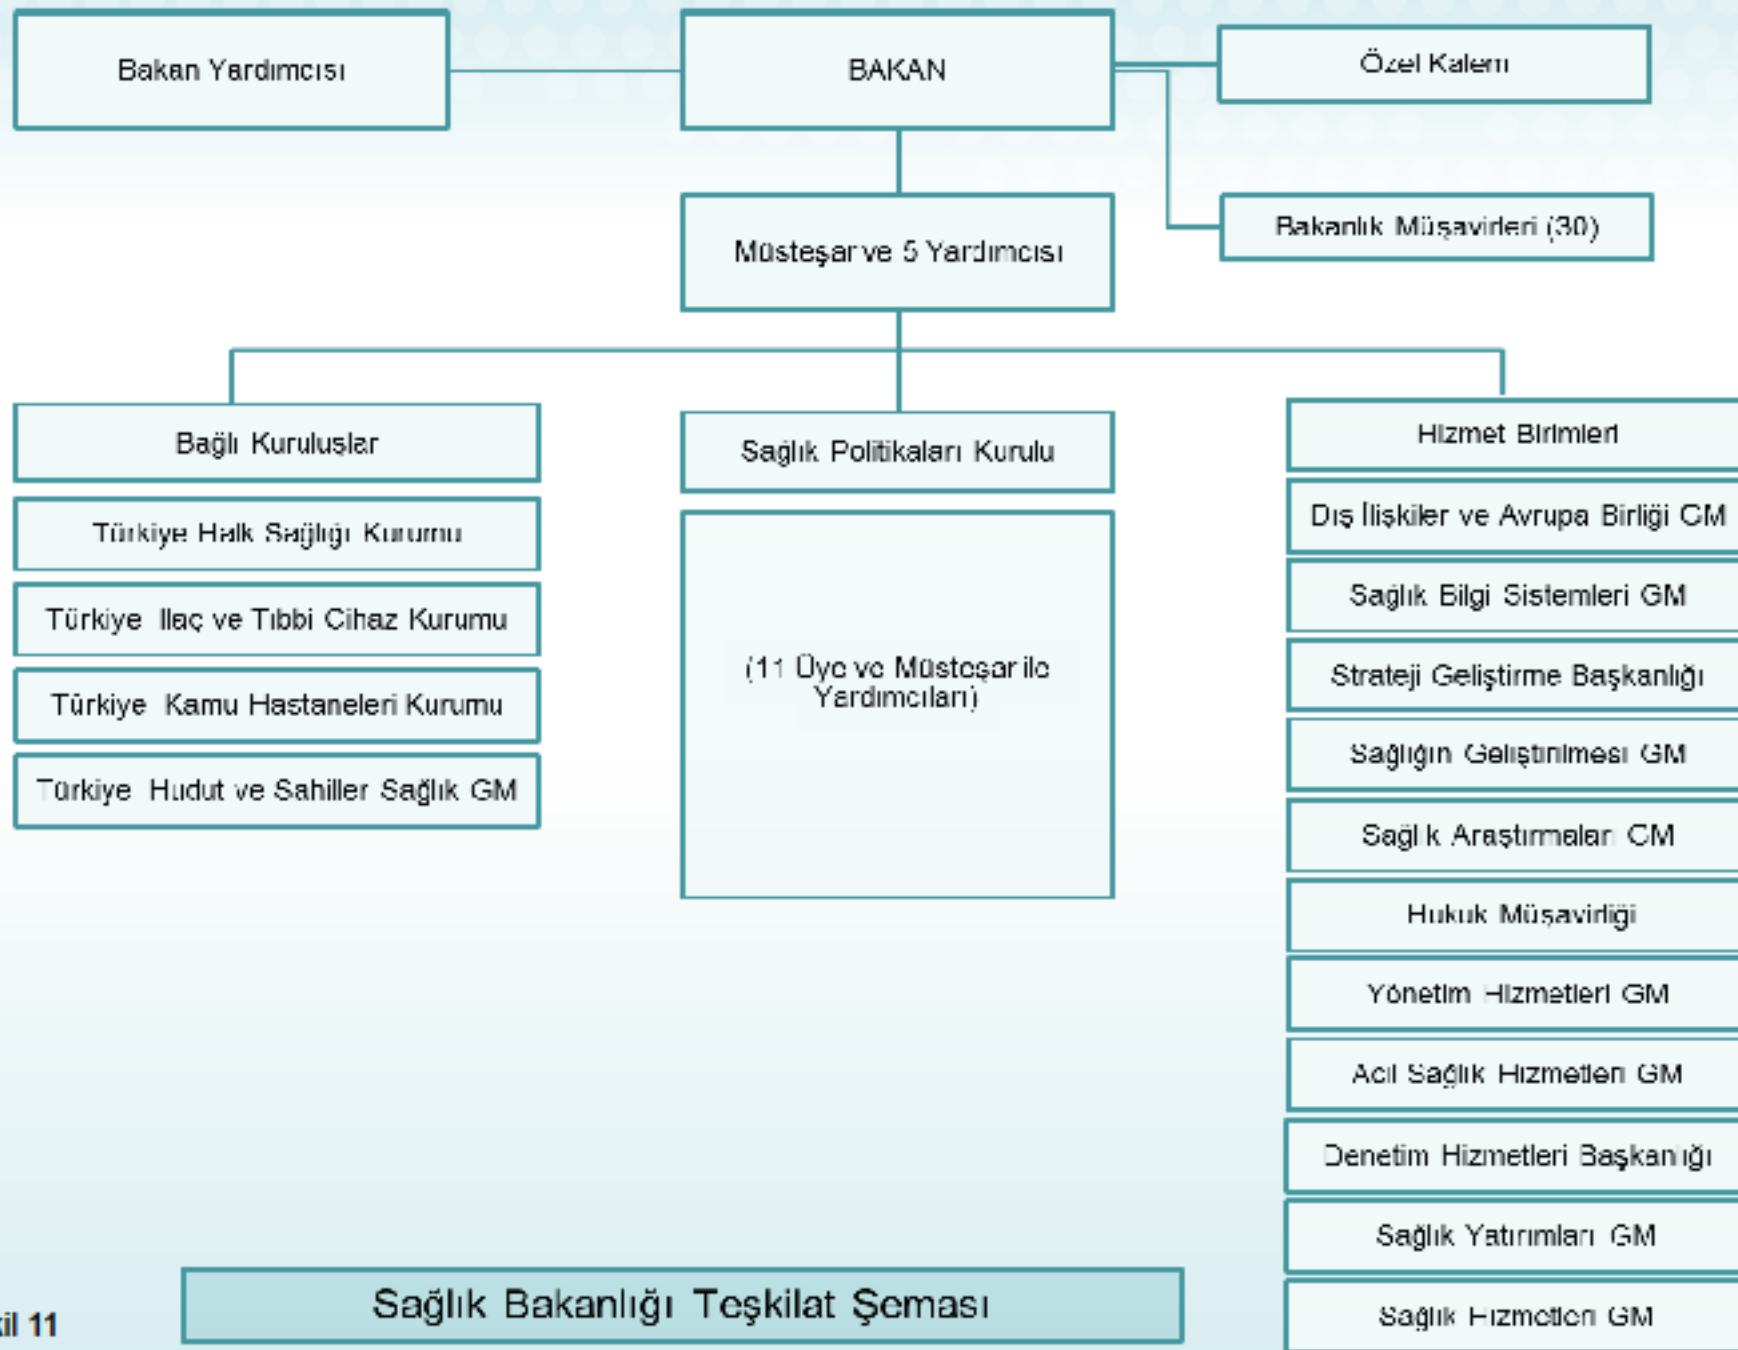 Bakan Yardımcısı
BAKAN
Özel Kalem
Müsteşar ve 5 Yardımcısı
Bakanlık Müşavirleri (30)
Bağlı Kuruluşlar
Türkiye Halk Sağlığı Kurumu
Türkiye İlaç ve Tıbbi Cihaz Kurumu
Türkiye Kamu Hastaneleri Kurumu
Türkiye Hudut ve Sahiller Sağlık GM
Sağlık Politikaları Kurulu
(11 Üye ve Müsteşar ile
Yardımcıları)
Hizmet Birimleri
Dış İlişkiler ve Avrupa Birliği GM
Sağlık Bilgi Sistemleri GM
Strateji Geliştirme Başkanlığı
Sağlığın Geliştirilmesi GM
Sağlık Araştırmaları GM
Hukuk Müşavirliği
Yönetim Hizmetleri GM
Acil Sağlık Hizmetleri GM
Denetim Hizmetleri Başkanlığı
Sağlık Yatırımları GM
Sağlık Hizmetleri GM
Sağlık Bakanlığı Teşkilat Şeması
il 11